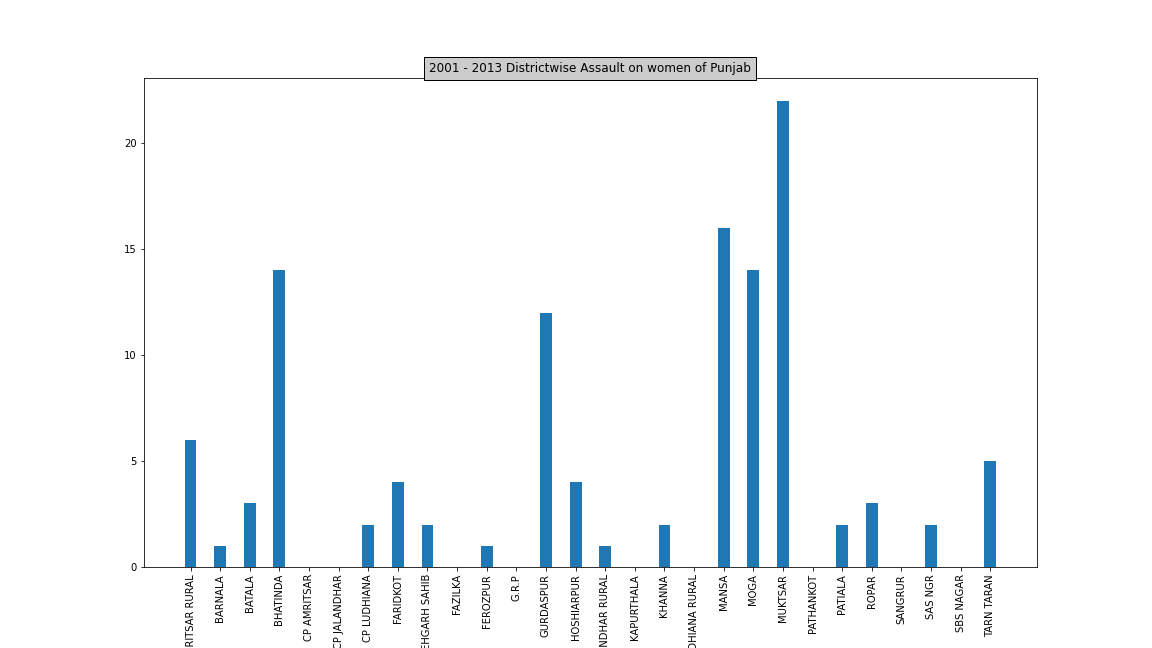 2001 - 2013 Districtwise Assault on women of Punjab
20
15
10
5
0
RITSAR RURAL
BARNALA
BATALA
BHATINDA
CP AMRITSAR
CP JALANDHAR
CP LUDHIANA
FARIDKOT
EHGARH SAHIB
FAZILKA
FEROZPUR
G.R.P
GURDASPUR
HOSHIARPUR
NDHAR RURAL
KAPURTHALA
KHANNA
DHIANA RURAL
MANSA
MOGA
MUKTSAR
PATHANKOT
PATIALA
ROPAR
SANGRUR
SAS NGR
SBS NAGAR
TARN TARAN